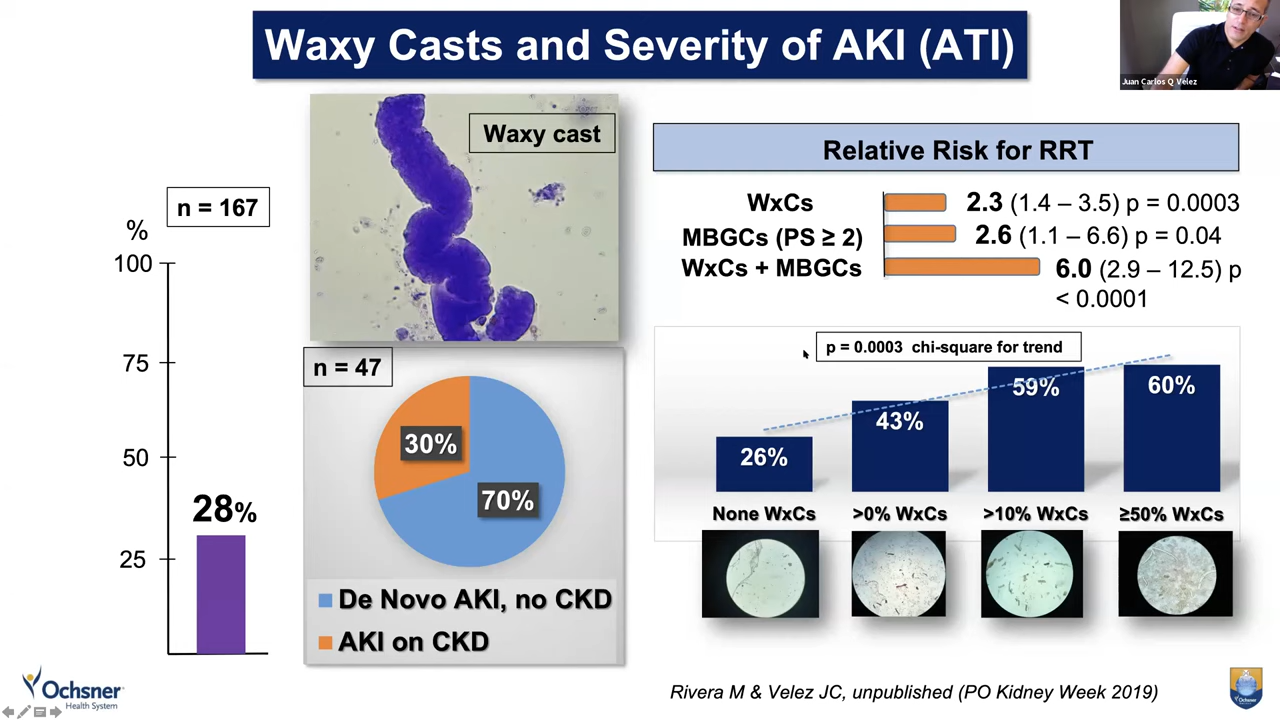 Waxy Casts and Severity of AKI (ATI)
Juan Carlos Q Velez
n = 167
%
100
75
50
25
28%
Waxy cast
n = 47
30%
70%
De Novo AKI, no CKD
AKI on CKD
Relative Risk for RRT
WxCs 2.3 (1.4 – 3.5) p = 0.0003
MBGCs (PS ≥ 2) 2.6 (1.1 – 6.6) p = 0.04
WxCs + MBGCs 6.0 (2.9 – 12.5) p
< 0.0001
p = 0.0003 chi-square for trend
26% 43% 59% 60%
None WxCs >0% WxCs >10% WxCs ≥50% WxCs
Rivera M & Velez JC, unpublished (PO Kidney Week 2019)
Ochsner
Health System